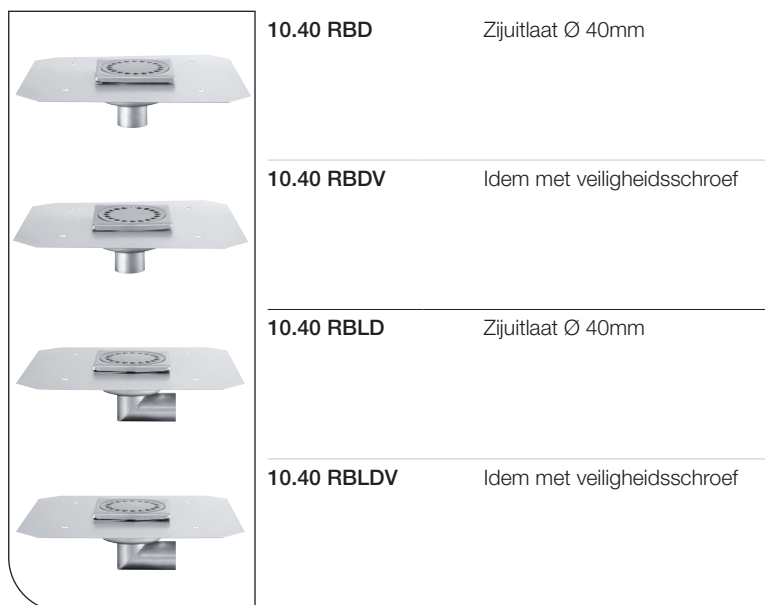 10.40 RBD Zijuitlaat Ø 40mm
10.40 RBDV Idem met veiligheidsschroef
10.40 RBLD Zijuitlaat Ø 40mm
10.40 RBLDV Idem met veiligheidsschroef